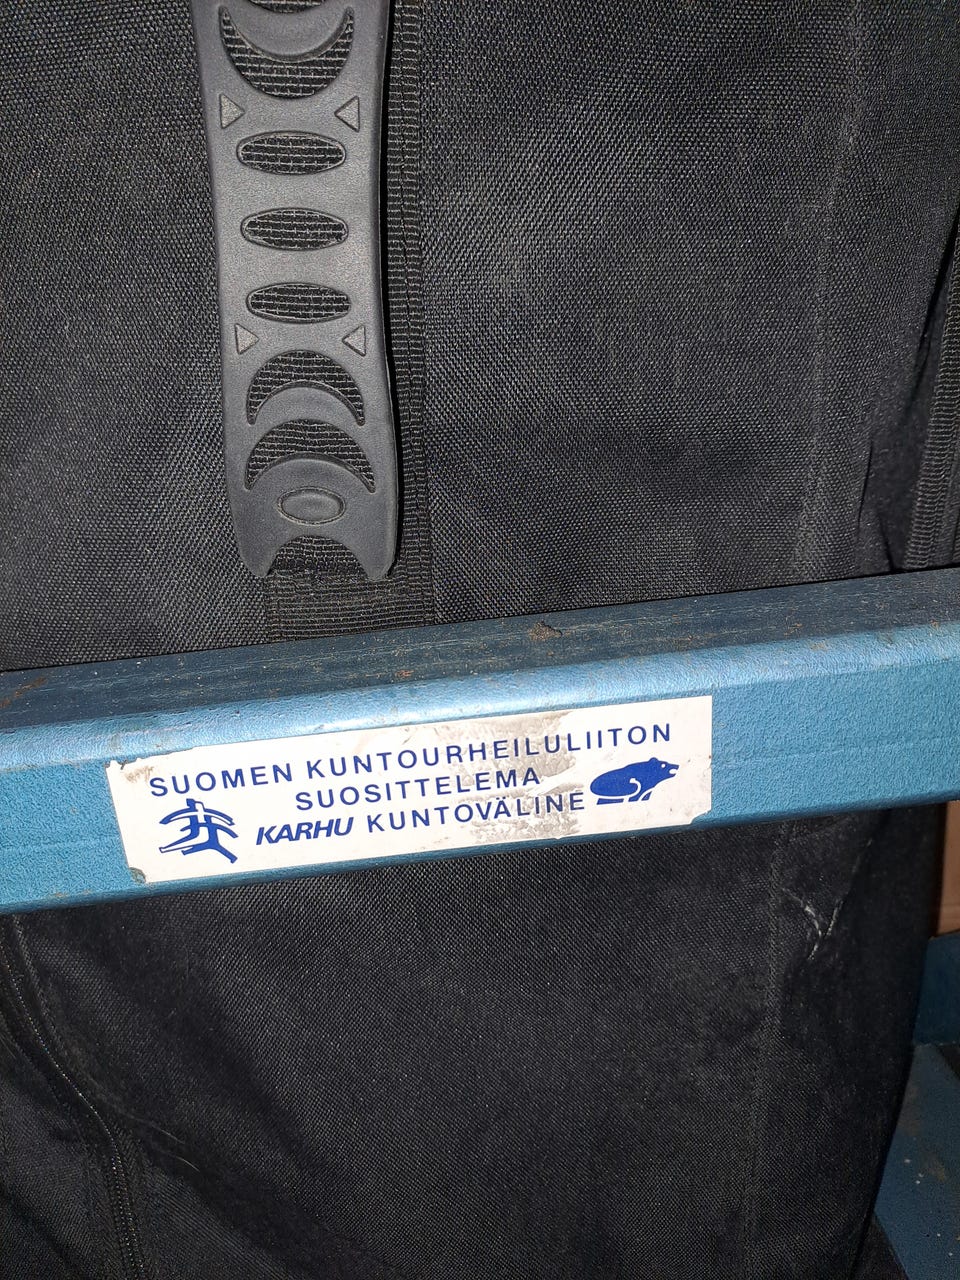 SUOMEN KUNTOURHEILULIITON
SUOSITTELEMA
KARHU KUNTOVÄLINE